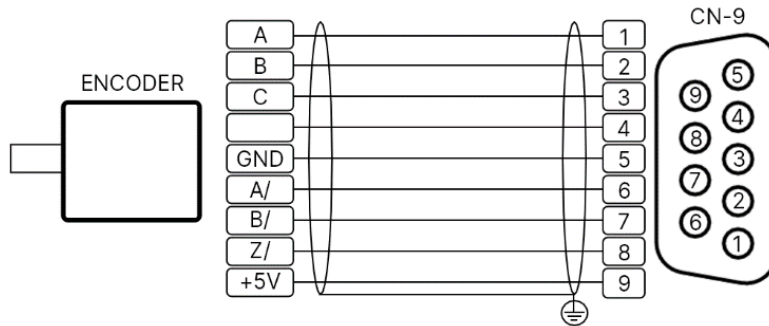 CN-9
ENCODER
A 1
B 2
C 3
4
GND 5
A/ 6
B/ 7
Z/ 8
+5V 9
5
9
4
8
3
7
2
6
1